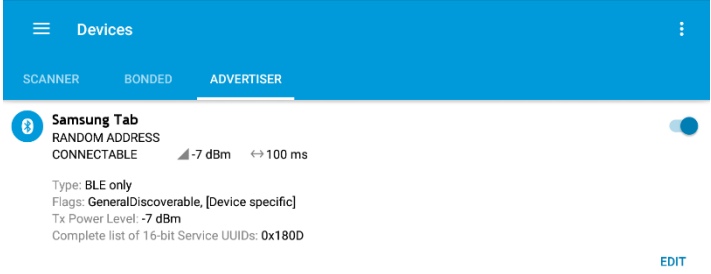 Devices
SCANNER BONDED ADVERTISER
Samsung Tab
RANDOM ADDRESS
CONNECTABLE -7 dBm 100 ms
Type: BLE only
Flags: GeneralDiscoverable, [Device specific]
Tx Power Level: -7 dBm
Complete list of 16-bit Service UUIDs: 0x180D
EDIT